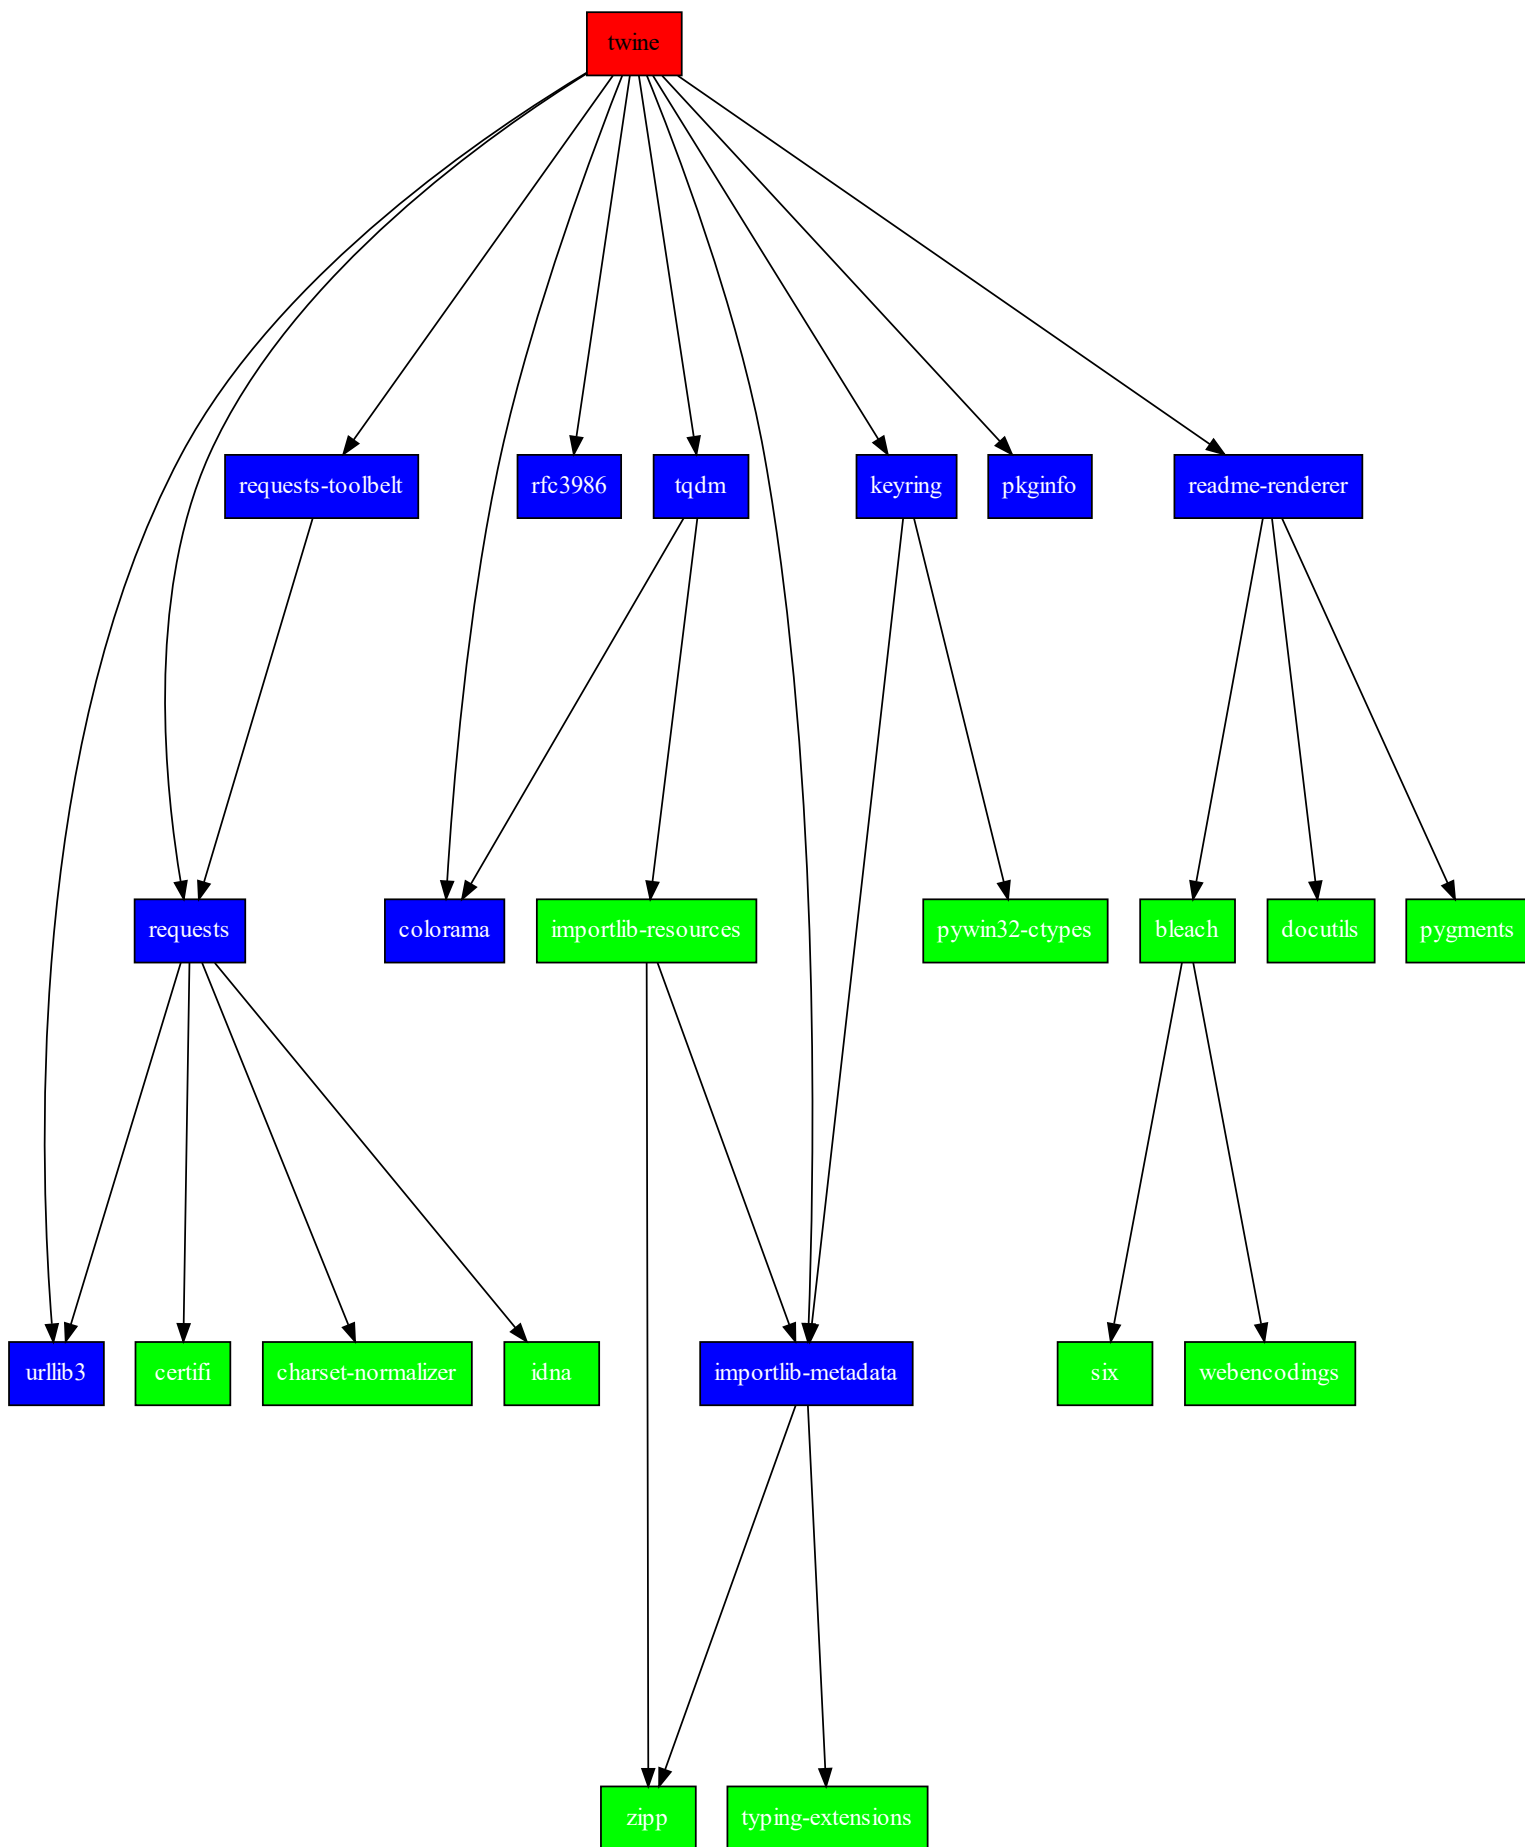 twine
requests-toolbelt
rfc3986
tqdm
keyring
pkginfo
readme-renderer
requests
colorama
importlib-resources
pywin32-ctypes
bleach
docutils
pygments
urllib3
certifi
charset-normalizer
idna
importlib-metadata
six
webencodings
zipp
typing-extensions